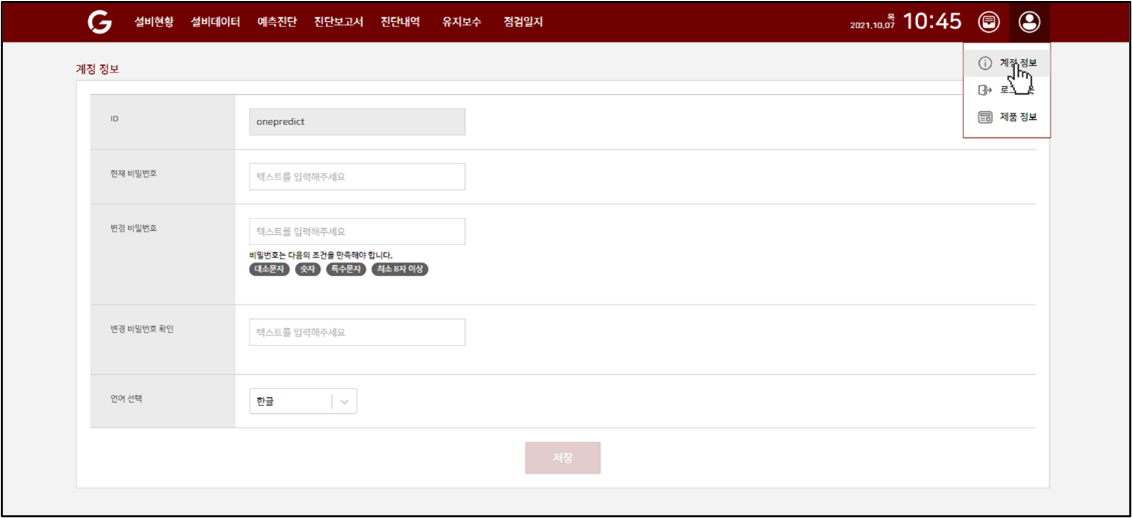 G 설비현황 설비데이터 예측진단 진단보고서 진단내역 유지보수 점검일지
목
2021.10.07 10:45
계정 정보
제품 정보
계정 정보
ID
onepredict
현재 비밀번호
텍스트를 입력해주세요
변경 비밀번호
텍스트를 입력해주세요
비밀번호는 다음의 조건을 만족해야 합니다.
대소문자 숫자 특수문자 최소 8자 이상
변경 비밀번호 확인
텍스트를 입력해주세요
언어 선택
한글
저장